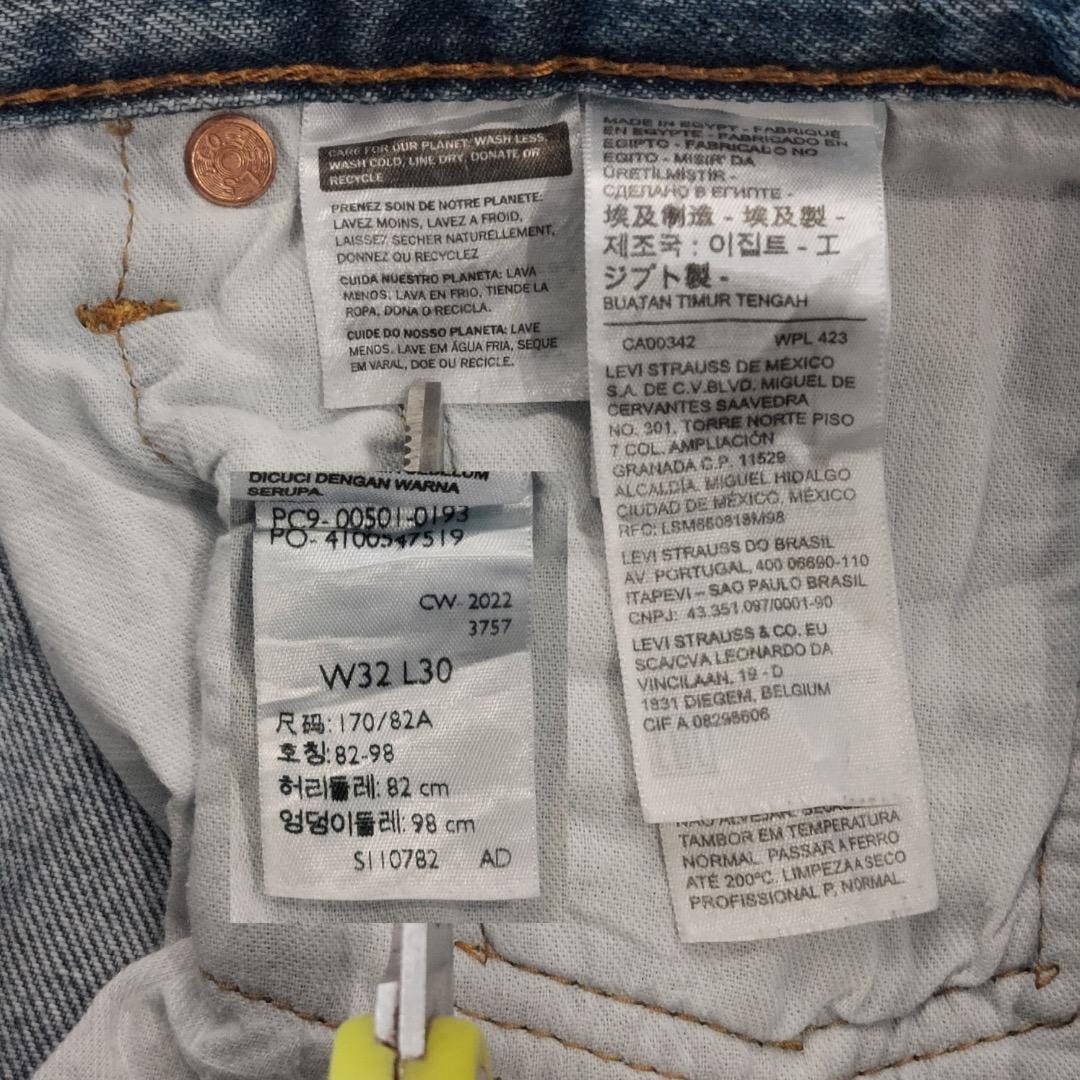 CARE FOR OUR PLANET: WASH LESS,
WASH COLD, LINE DRY, DONATE OR
RECYCLE
PRENEZ SOIN DE NOTRE PLANETE:
LAVEZ MOINS, LAVEZ A FROID,
LAISSEZ SECHER NATURELLEMENT,
DONNEZ OU RECYCLEZ
CUIDA NUESTRO PLANETA: LAVA
MENOS, LAVA EN FRIO, TIENDE LA
ROPA, DONA O RECICLA.
CUIDE DO NOSSO PLANETA: LAVE
MENOS, LAVE EM ÁGUA FRIA, SEQUE
EM VARAL, DOE OU RECICLE.
MADE IN EGYPT - FABRIQUÉ
EN EGYPTE - FABRICADO EN
EGIPTO - FABRICADO NO
EGITO - MISIR' DA
ÜRETİLMİŞTİR -
СДЕЛАНО В ЕГИПТЕ -
埃及制造 - 埃及製 -
제조국 : 이집트 - エ
ジプト製 -
BUATAN TIMUR TENGAH
CA00342 WPL 423
LEVI STRAUSS DE MÉXICO
S.A. DE C.V.BLVD. MIGUEL DE
CERVANTES SAAVEDRA
NO. 301, TORRE NORTE PISO
7 COL. AMPLIACIÓN
GRANADA C.P. 11529
ALCALDÍA. MIGUEL HIDALGO
CIUDAD DE MÉXICO, MÉXICO
RFC: LSM650818M98
LEVI STRAUSS DO BRASIL
AV. PORTUGAL, 400 06690-110
ITAPEVI – SAO PAULO BRASIL
CNPJ: 43.351.097/0001-90
LEVI STRAUSS & CO. EU
SCA/CVA LEONARDO DA
VINCILAAN, 19 - D
1831 DIEGEM, BELGIUM
CIF A 08298606
DICUCI DENGAN WARNA
SERUPA.
PC9- 00501-0193
PO- 4100547519
CW- 2022
3757
W32 L30
尺码: 170/82A
호칭: 82-98
허리둘레: 82 cm
엉덩이둘레: 98 cm
S110782 AD
TAMBOR EM TEMPERATURA
NORMAL. PASSAR A FERRO
ATÉ 200°C. LIMPEZA A SECO
PROFISSIONAL P, NORMAL.